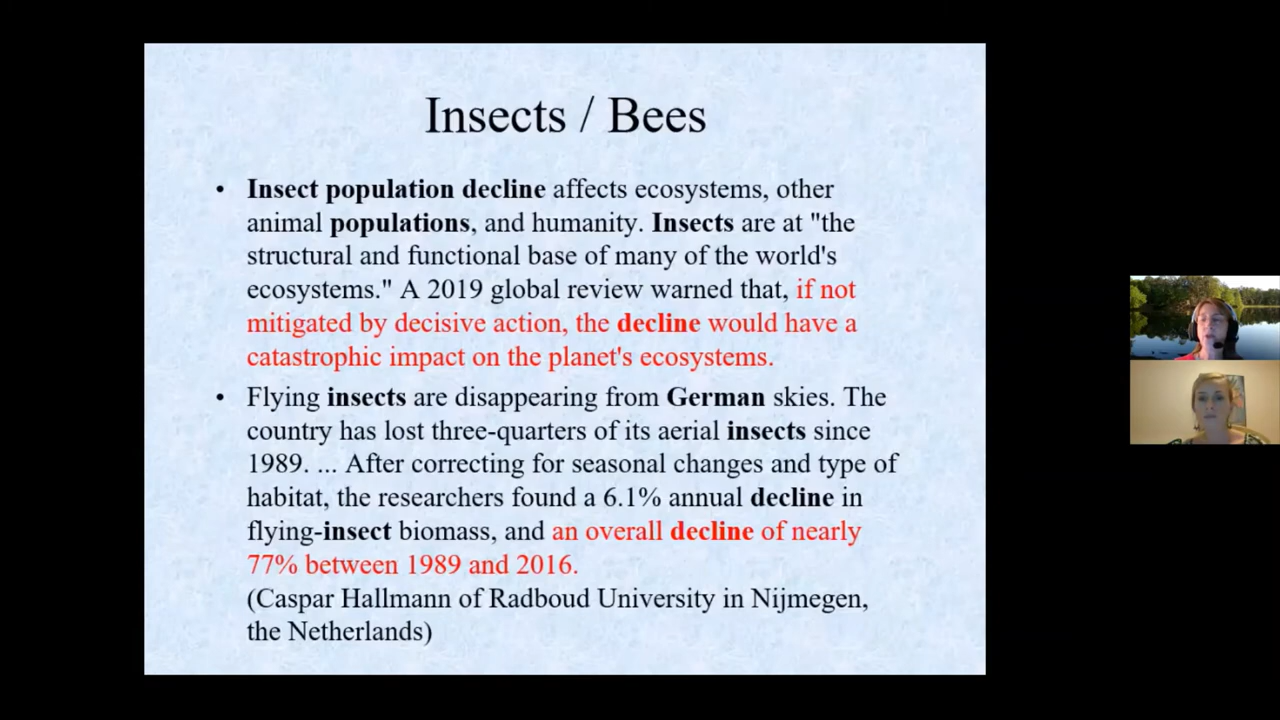 Insects / Bees
• Insect population decline affects ecosystems, other
animal populations, and humanity. Insects are at "the
structural and functional base of many of the world's
ecosystems." A 2019 global review warned that, if not
mitigated by decisive action, the decline would have a
catastrophic impact on the planet's ecosystems.
• Flying insects are disappearing from German skies. The
country has lost three-quarters of its aerial insects since
1989. ... After correcting for seasonal changes and type of
habitat, the researchers found a 6.1% annual decline in
flying-insect biomass, and an overall decline of nearly
77% between 1989 and 2016.
(Caspar Hallmann of Radboud University in Nijmegen,
the Netherlands)